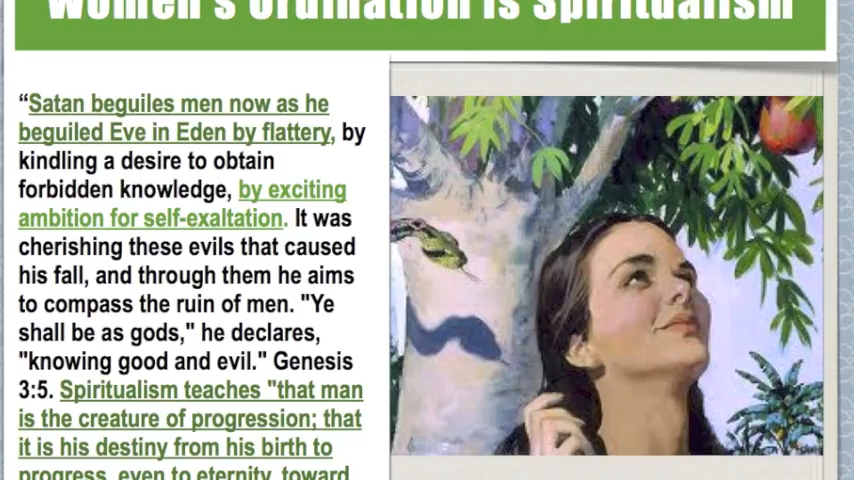 Women's Ordination is Spiritualism
“Satan beguiles men now as he
beguiled Eve in Eden by flattery, by
kindling a desire to obtain
forbidden knowledge, by exciting
ambition for self-exaltation. It was
cherishing these evils that caused
his fall, and through them he aims
to compass the ruin of men. "Ye
shall be as gods," he declares,
"knowing good and evil." Genesis
3:5. Spiritualism teaches "that man
is the creature of progression; that
it is his destiny from his birth to
progress, even to eternity, toward